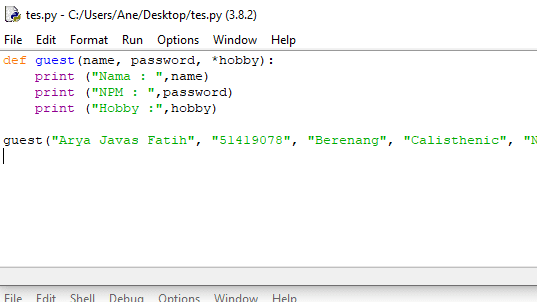 tes.py - C:/Users/Ane/Desktop/tes.py (3.8.2)
File Edit Format Run Options Window Help
def guest(name, password, *hobby):
    print ("Nama : ",name)
    print ("NPM : ",password)
    print ("Hobby :",hobby)
guest("Arya Javas Fatih", "51419078", "Berenang", "Calisthenic", "N
File Edit Shell Debug Options Window Help